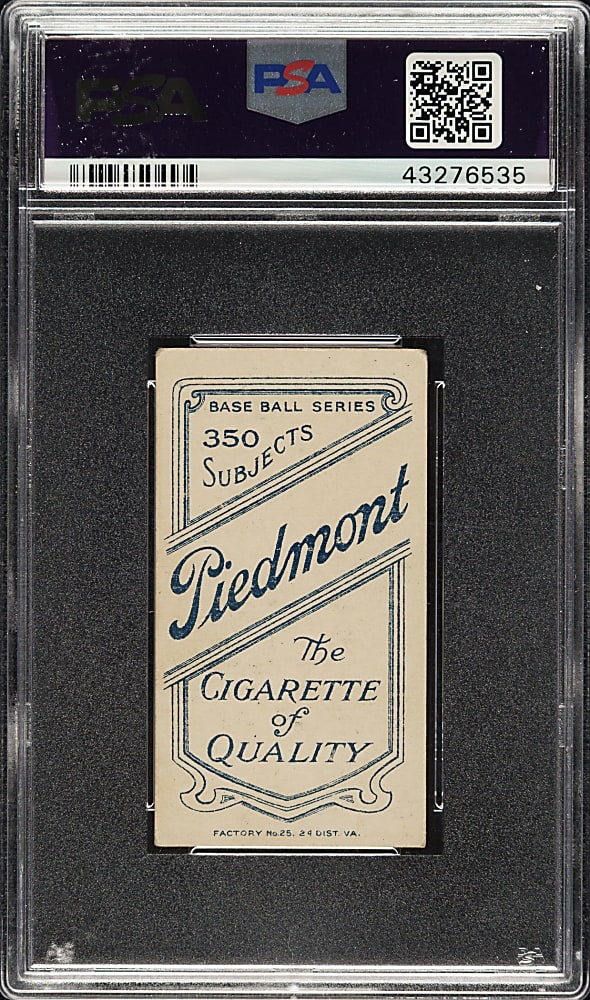 PSA
PSA
43276535
BASE BALL SERIES
350
SUBJECTS
Piedmont
The
CIGARETTE
of
QUALITY
FACTORY No.25. 2d DIST. VA.